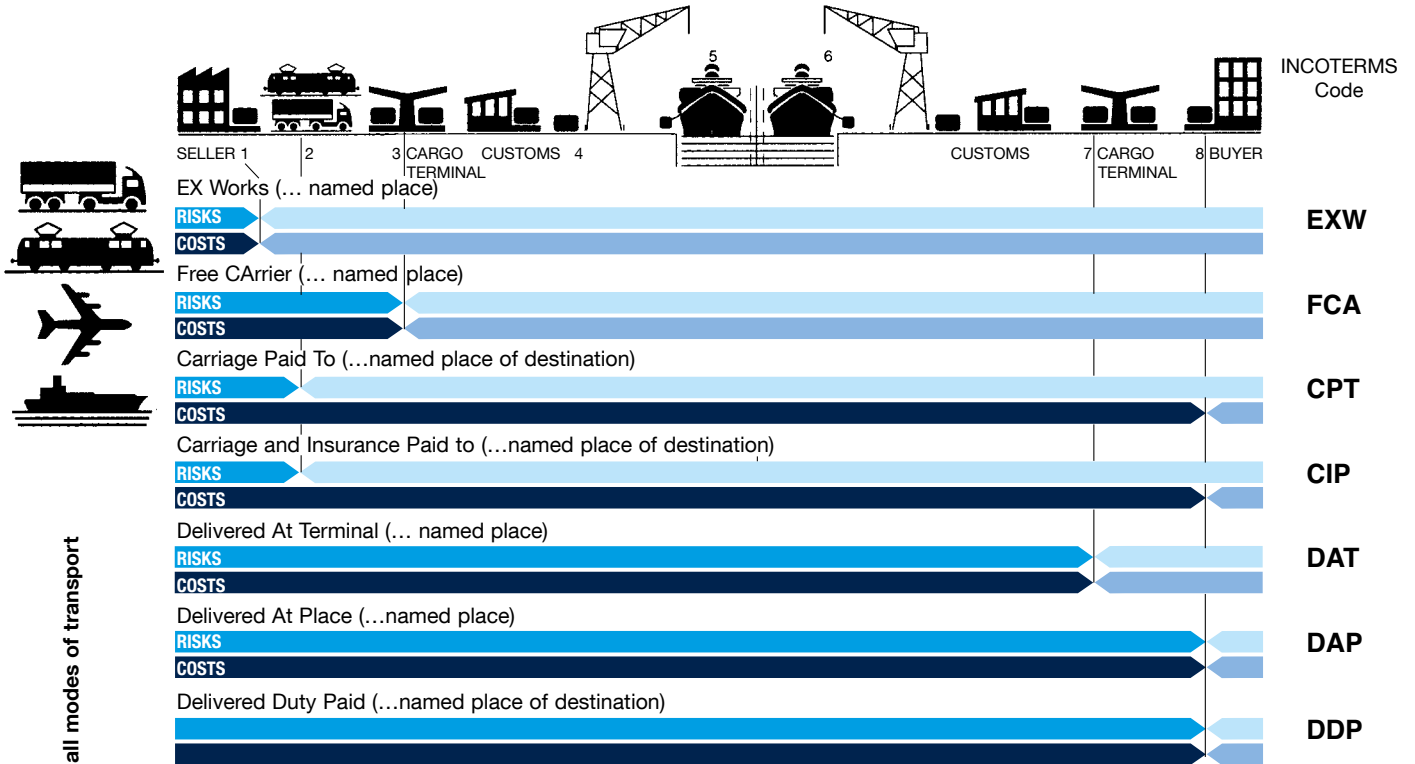 5 6
INCOTERMS
Code
SELLER 1 2 3 CARGO TERMINAL CUSTOMS 4 CUSTOMS 7 CARGO TERMINAL 8 BUYER
EX Works (... named place)
RISKS
EXW
COSTS
Free CArrier (... named place)
RISKS
FCA
COSTS
Carriage Paid To (...named place of destination)
RISKS
CPT
COSTS
Carriage and Insurance Paid to (...named place of destination)
RISKS
CIP
COSTS
Delivered At Terminal (... named place)
RISKS
DAT
COSTS
Delivered At Place (...named place)
RISKS
DAP
COSTS
Delivered Duty Paid (...named place of destination)
DDP
all modes of transport